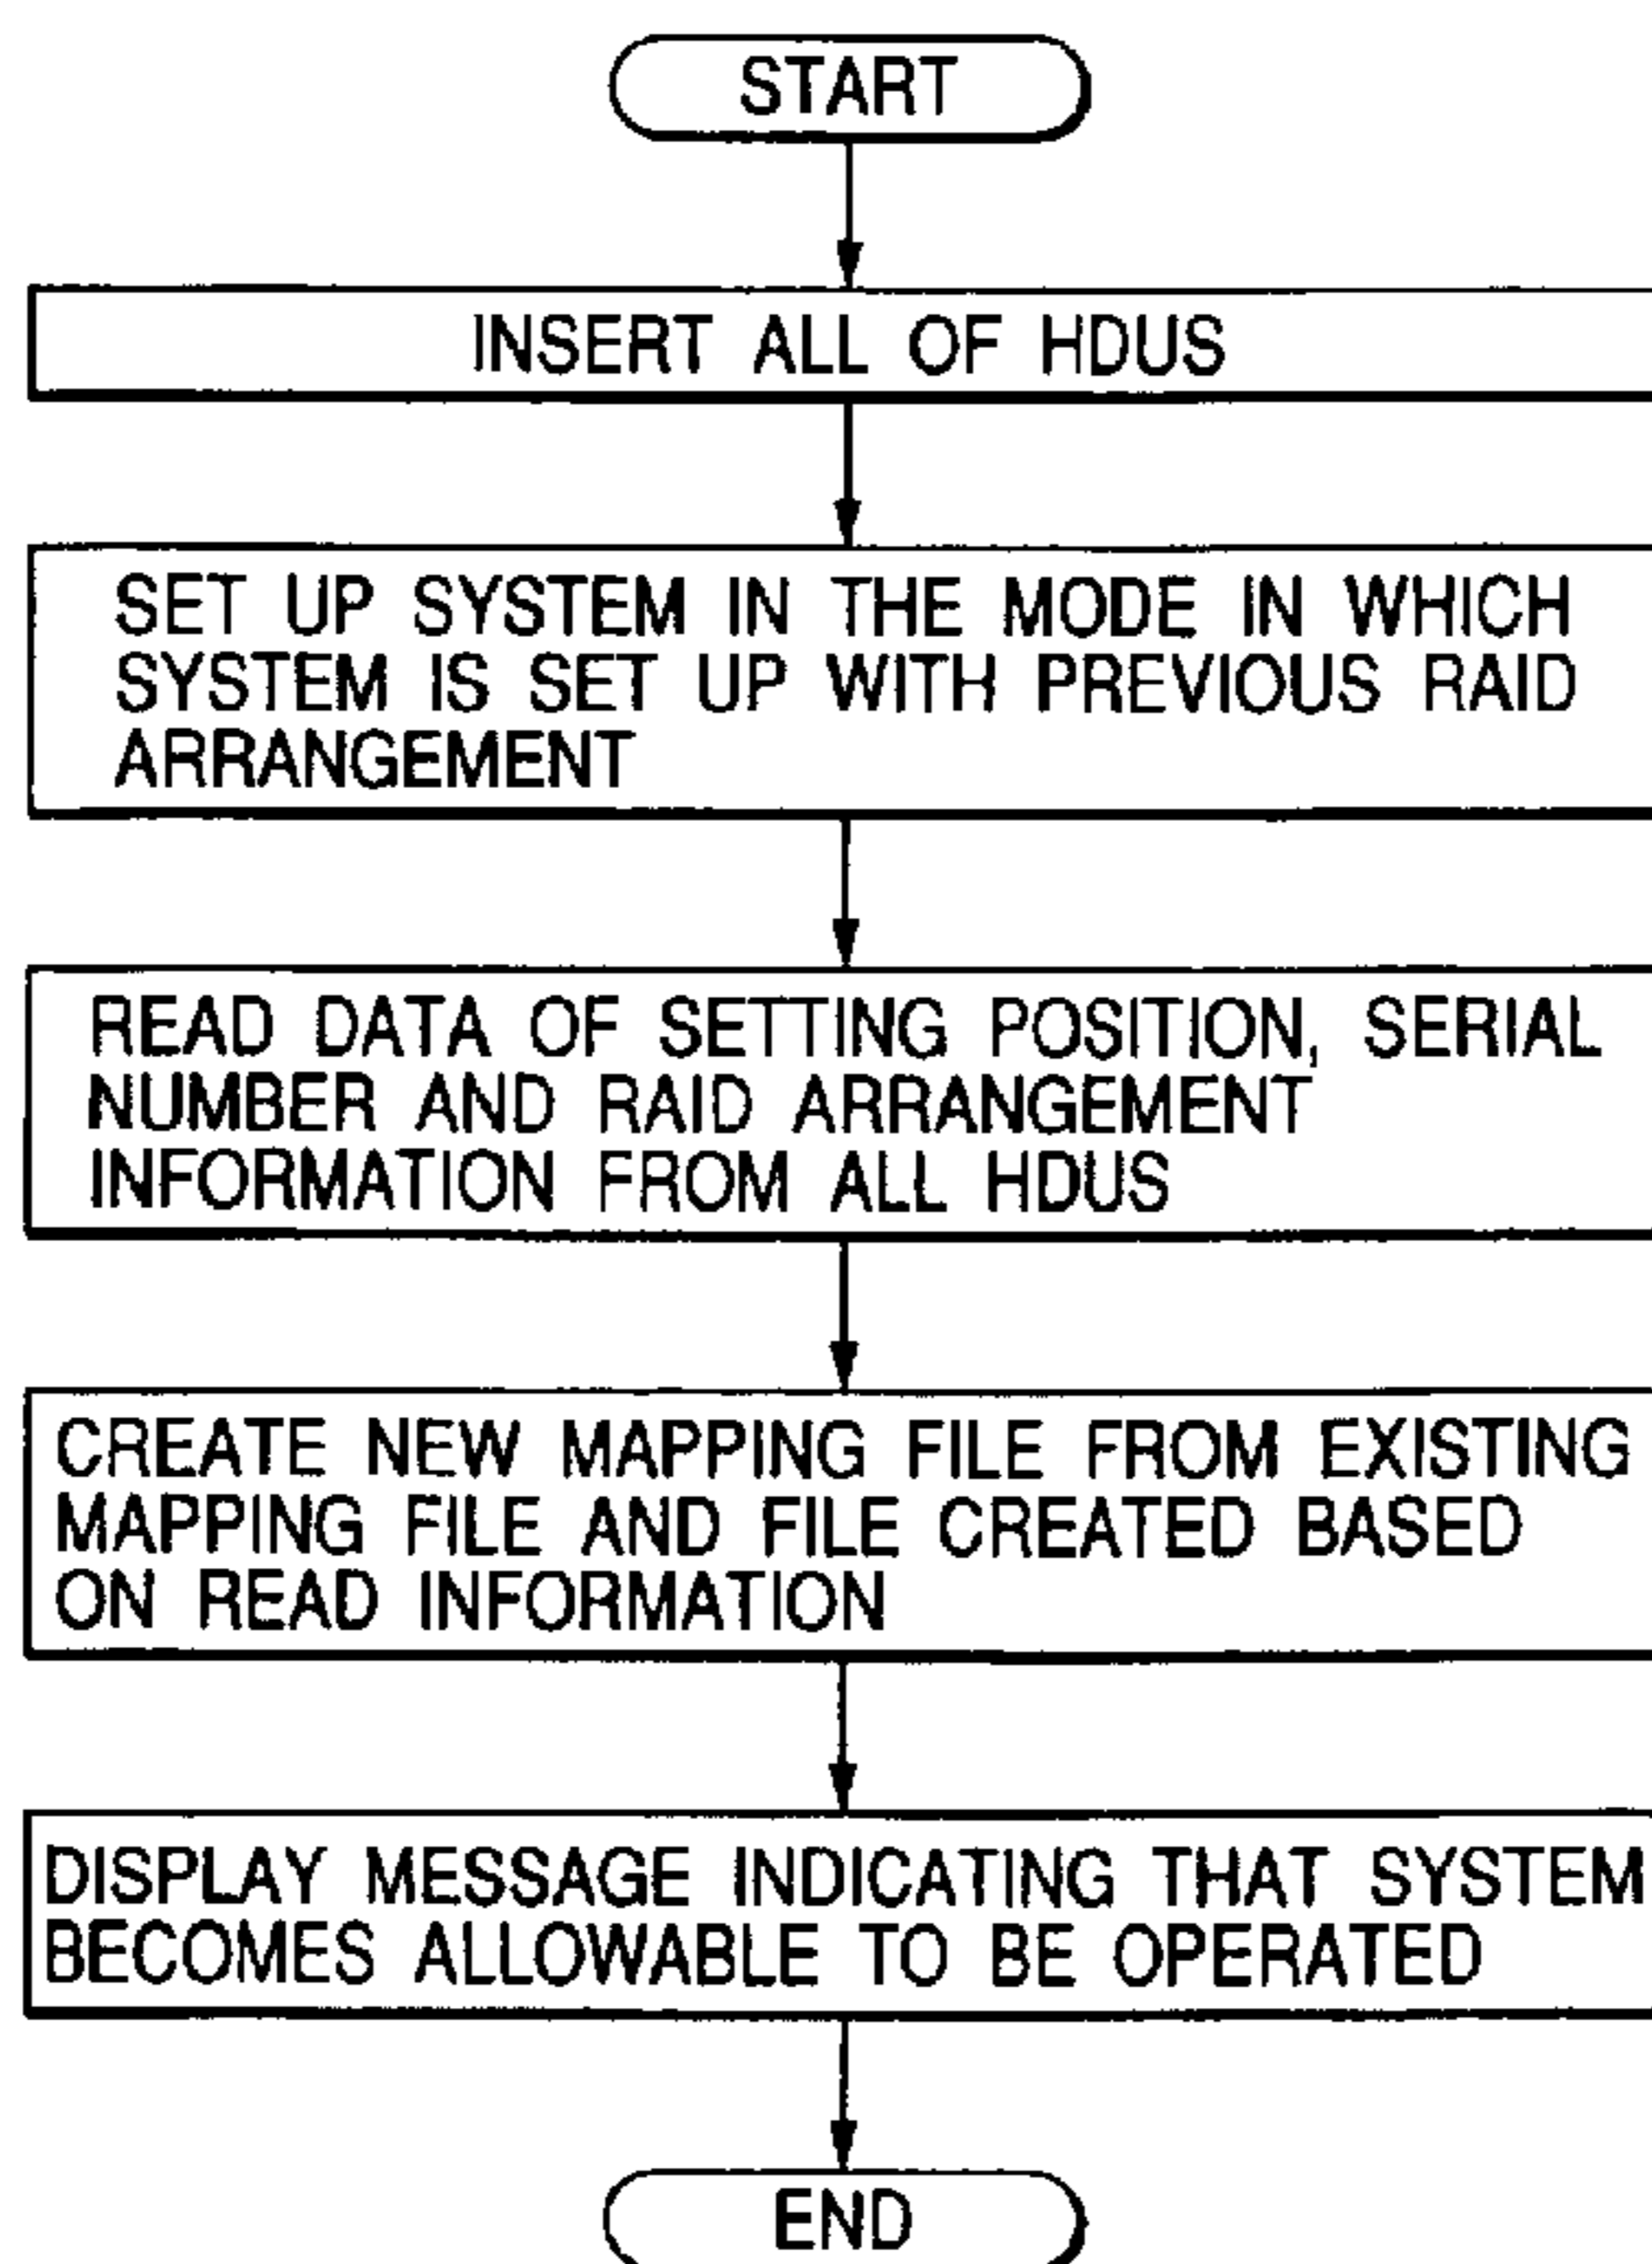 START
INSERT ALL OF HDUS
SET UP SYSTEM IN THE MODE IN WHICH
SYSTEM IS SET UP WITH PREVIOUS RAID
ARRANGEMENT
READ DATA OF SETTING POSITION, SERIAL
NUMBER AND RAID ARRANGEMENT
INFORMATION FROM ALL HDUS
CREATE NEW MAPPING FILE FROM EXISTING
MAPPING FILE AND FILE CREATED BASED
ON READ INFORMATION
DISPLAY MESSAGE INDICATING THAT SYSTEM
BECOMES ALLOWABLE TO BE OPERATED
END